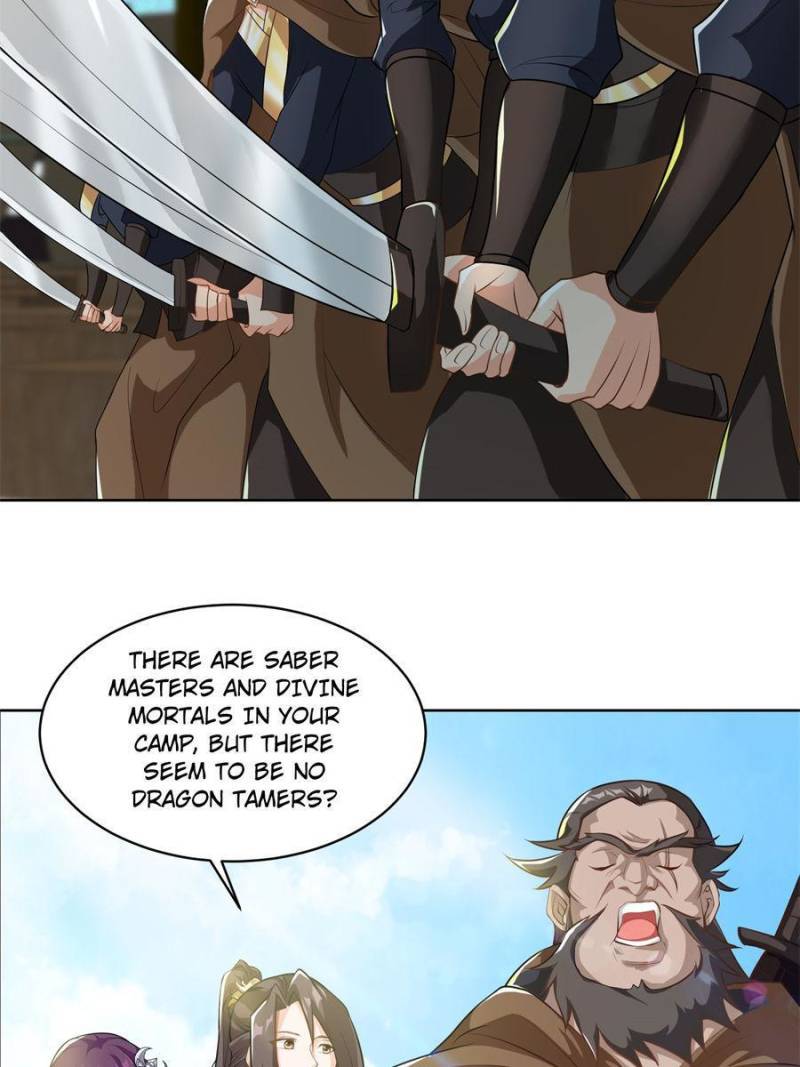 THERE ARE SABER
MASTERS AND DIVINE
MORTALS IN YOUR
CAMP, BUT THERE
SEEM TO BE NO
DRAGON TAMERS?